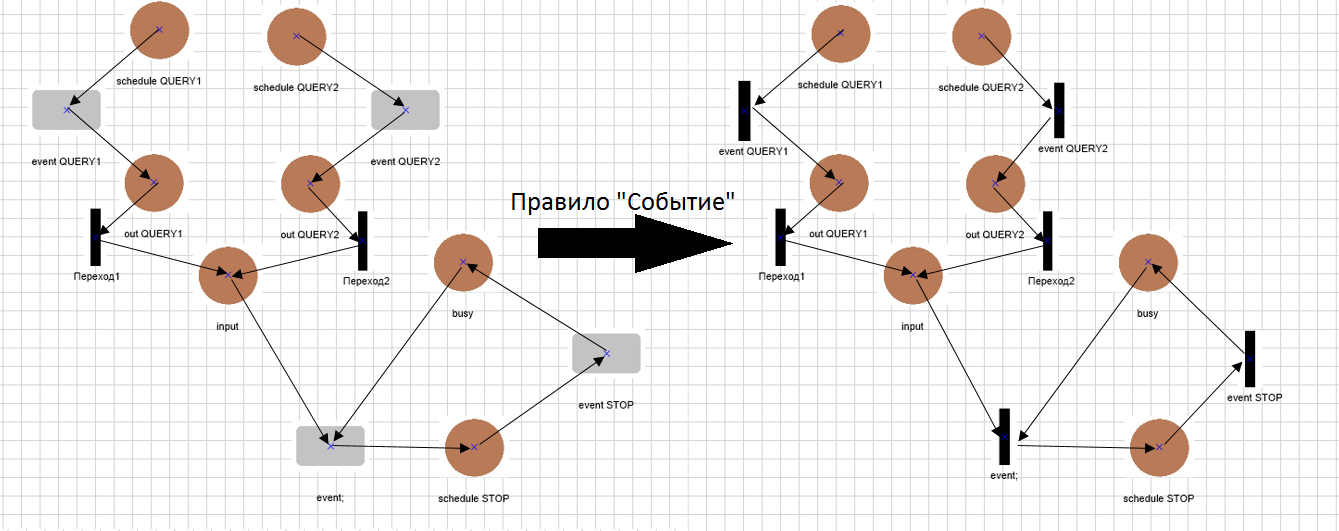 schedule QUERY1
schedule QUERY2
event QUERY1
event QUERY2
out QUERY1
out QUERY2
Переход1
Переход2
input
busy
event STOP
event;
schedule STOP
Правило "Событие"
schedule QUERY1
schedule QUERY2
event QUERY1
event QUERY2
out QUERY1
out QUERY2
Переход1
Переход2
input
busy
event STOP
event;
schedule STOP